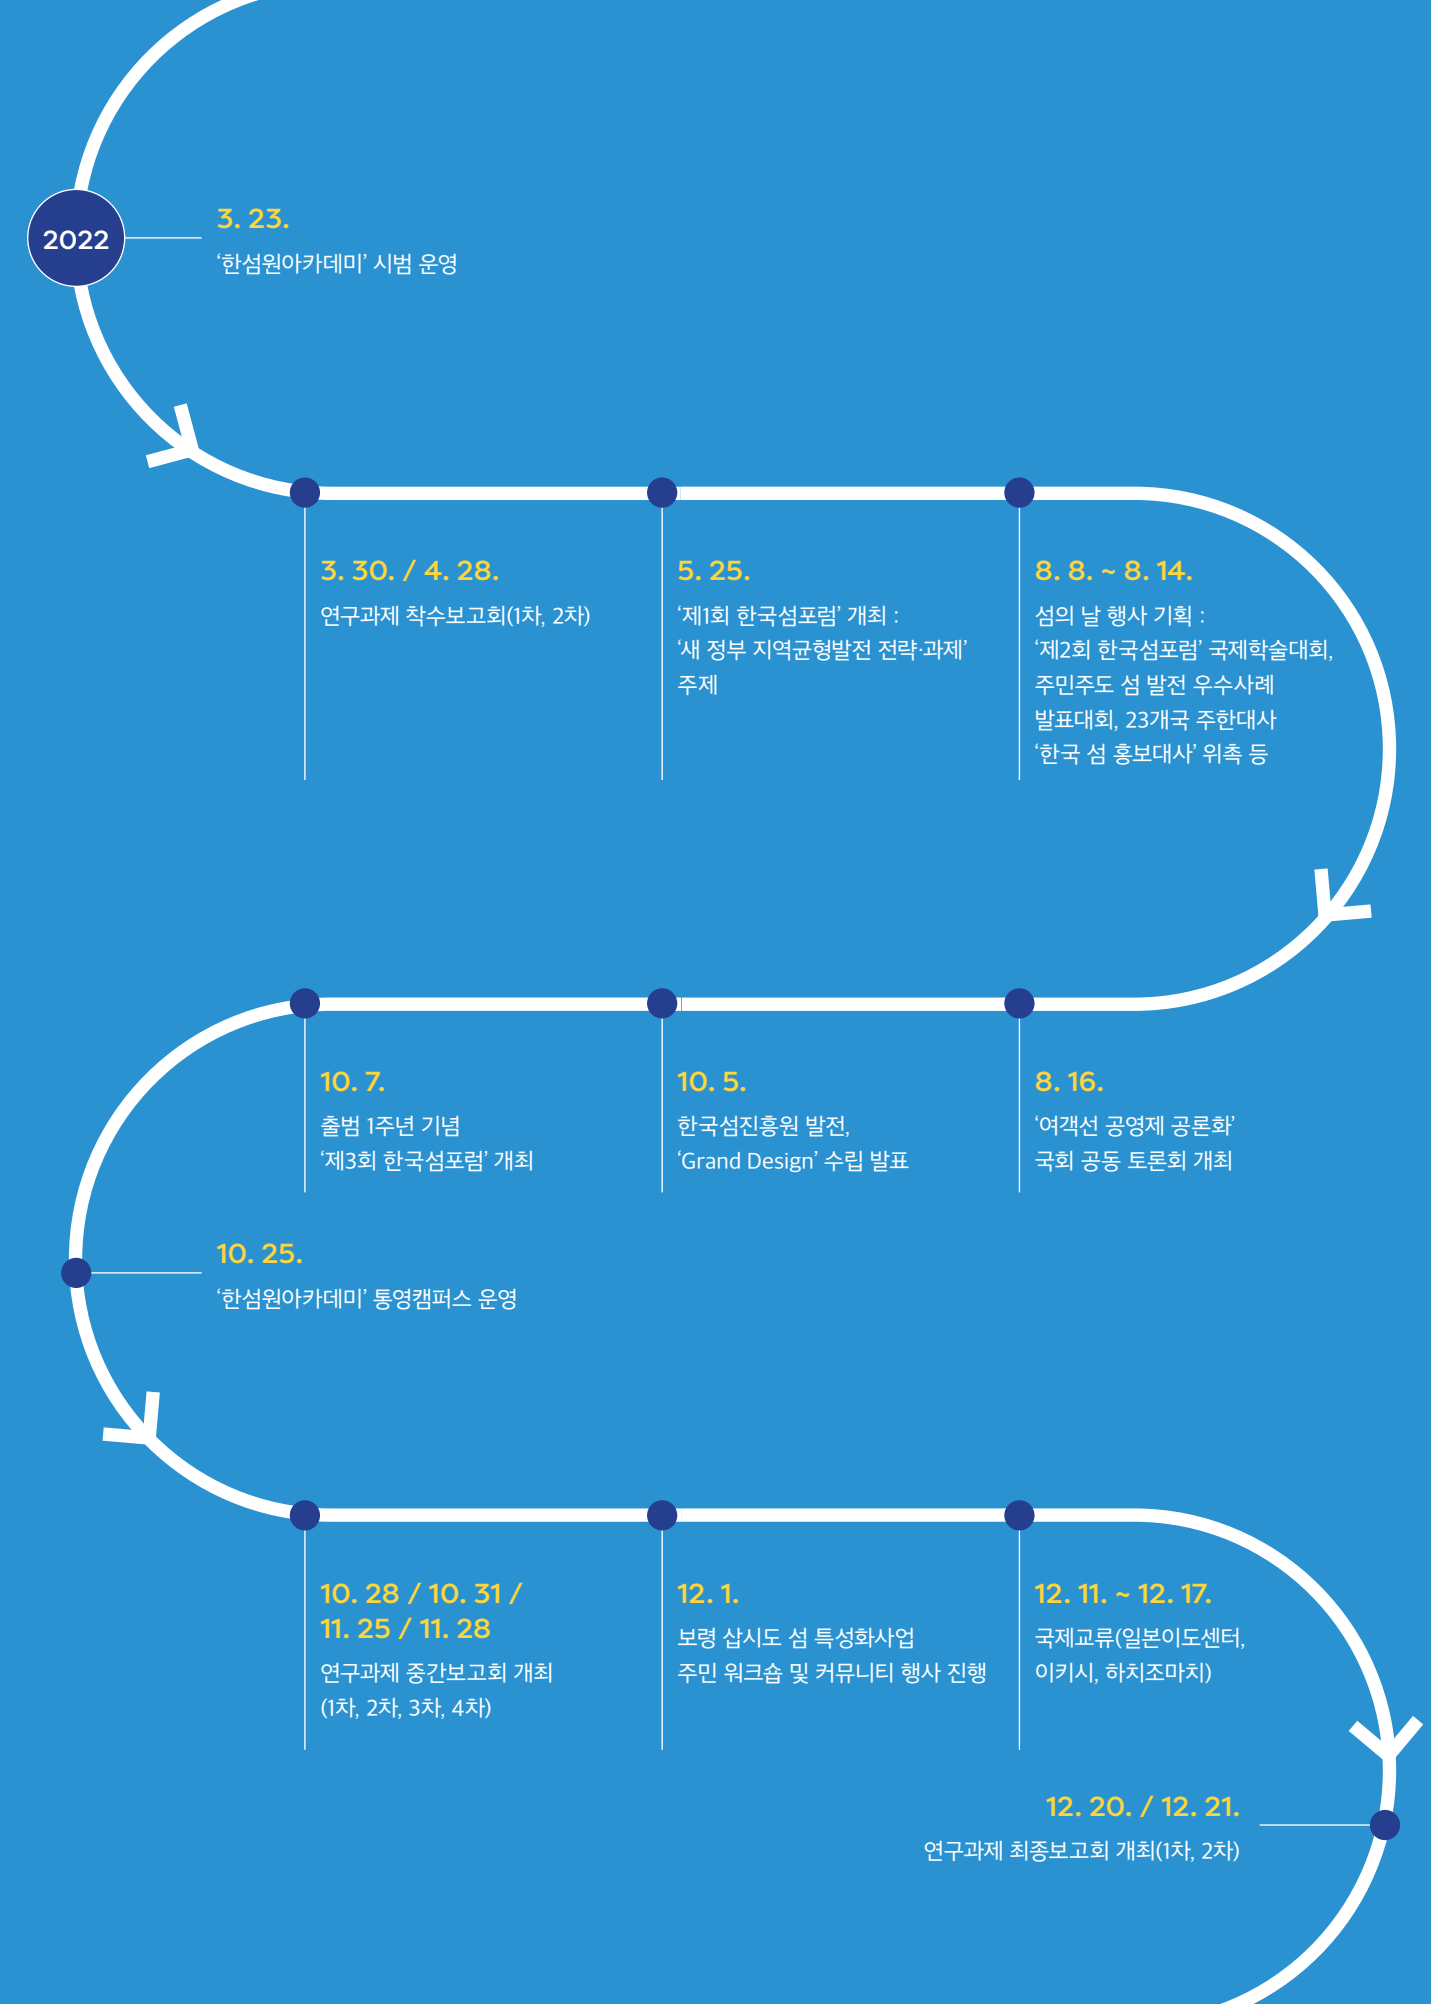 2022
3. 23.
‘한섬원아카데미’ 시범 운영
3. 30. / 4. 28.
연구과제 착수보고회(1차, 2차)
5. 25.
‘제1회 한국섬포럼’ 개최 :
‘새 정부 지역균형발전 전략·과제’
주제
8. 8. ~ 8. 14.
섬의 날 행사 기획 :
‘제2회 한국섬포럼’ 국제학술대회,
주민주도 섬 발전 우수사례
발표대회, 23개국 주한대사
‘한국 섬 홍보대사’ 위촉 등
8. 16.
‘여객선 공영제 공론화’
국회 공동 토론회 개최
10. 5.
한국섬진흥원 발전,
‘Grand Design’ 수립 발표
10. 7.
출범 1주년 기념
‘제3회 한국섬포럼’ 개최
10. 25.
‘한섬원아카데미’ 통영캠퍼스 운영
10. 28 / 10. 31 /
11. 25 / 11. 28
연구과제 중간보고회 개최
(1차, 2차, 3차, 4차)
12. 1.
보령 삽시도 섬 특성화사업
주민 워크숍 및 커뮤니티 행사 진행
12. 11. ~ 12. 17.
국제교류(일본이도센터,
이키시, 하치조마치)
12. 20. / 12. 21.
연구과제 최종보고회 개최(1차, 2차)